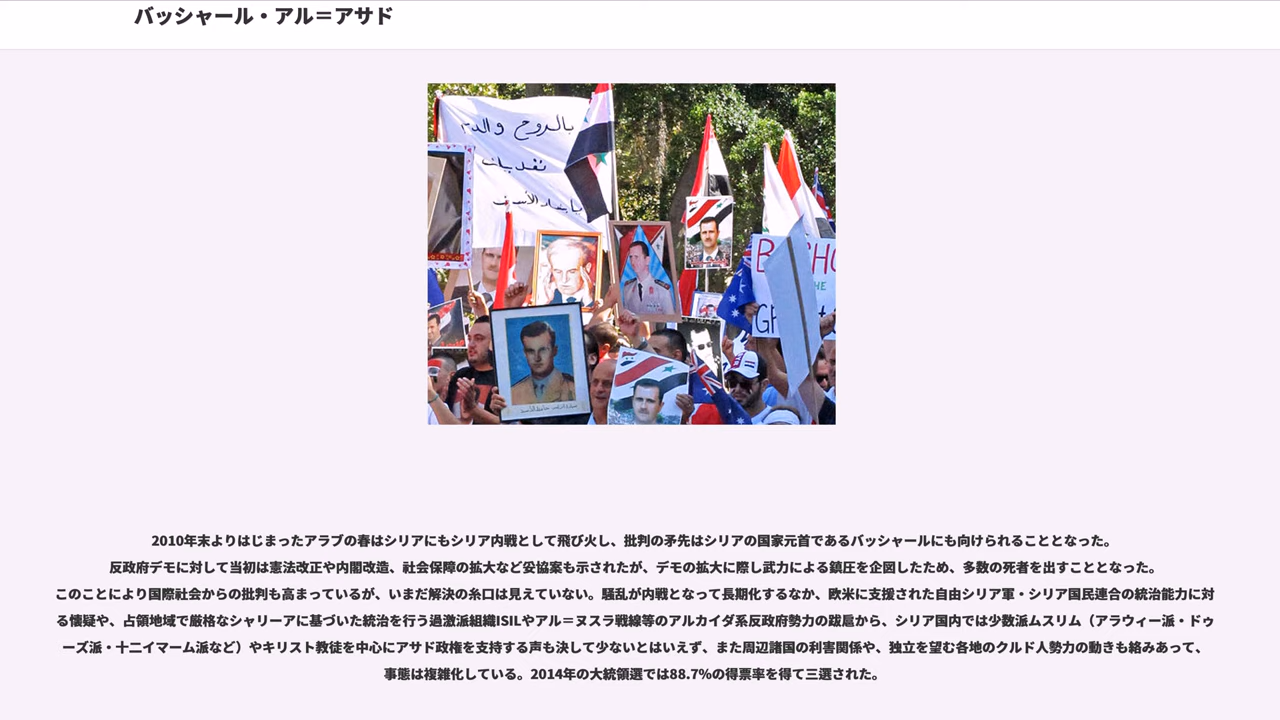 バッシャール・アル＝アサド
بالروح والدم
نفديك
يا بشار الأسد
B
HE
2010年末よりはじまったアラブの春はシリアにもシリア内戦として飛び火し、批判の矛先はシリアの国家元首であるバッシャールにも向けられることとなった。
反政府デモに対して当初は憲法改正や内閣改造、社会保障の拡大など妥協案も示されたが、デモの拡大に際し武力による鎮圧を企図したため、多数の死者を出すこととなった。
このことにより国際社会からの批判も高まっているが、いまだ解決の糸口は見えていない。騒乱が内戦となって長期化するなか、欧米に支援された自由シリア軍・シリア国民連合の統治能力に対
る懐疑や、占領地域で厳格なシャリーアに基づいた統治を行う過激派組織ISILやアル＝ヌスラ戦線等のアルカイダ系反政府勢力の跋扈から、シリア国内では少数派ムスリム（アラウィー派・ドゥ
ーズ派・十二イマーム派など）やキリスト教徒を中心にアサド政権を支持する声も決して少ないとはいえず、また周辺諸国の利害関係や、独立を望む各地のクルド人勢力の動きも絡みあって、
事態は複雑化している。2014年の大統領選では88.7%の得票率を得て三選された。